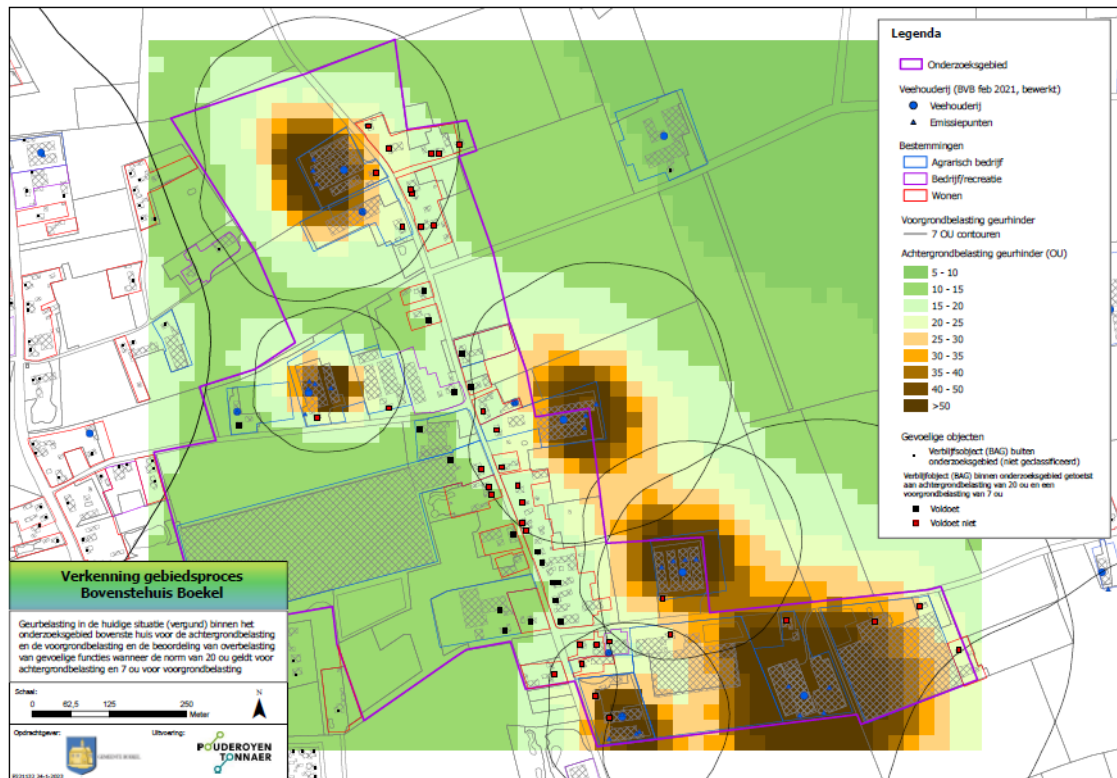 Legenda
Onderzoeksgebied
Veehouderij (BVB feb 2021, bewerkt)
Veehouderij
Emissiepunten
Bestemmingen
Agrarisch bedrijf
Bedrijf/recreatie
Wonen
Voorgrondbelasting geurhinder
7 OU contouren
Achtergrondbelasting geurhinder (OU)
5 - 10
10 - 15
15 - 20
20 - 25
25 - 30
30 - 35
35 - 40
40 - 50
>50
Gevoelige objecten
Verblijfsobject (BAG) buiten
onderzoeksgebied (niet geclassificeerd)
Verblijfobject (BAG) binnen onderzoeksgebied getoetst
aan achtergrondbelasting van 20 ou en een
voorgrondbelasting van 7 ou
Voldoet
Voldoet niet
Verkenning gebiedsproces
Bovenstehuis Boekel
Geurbelasting in de huidige situatie (vergund) binnen het
onderzoeksgebied bovenste huis voor de achtergrondbelasting
en de voorgrondbelasting en de beoordeling van overbelasting
van gevoelige functies wanneer de norm van 20 ou geldt voor
achtergrondbelasting en 7 ou voor voorgrondbelasting
Schaal:
0 62,5 125 250
Meter
N
Opdrachtgever:
Uitvoering:
GEMEENTE BOEKEL
POUDEROYEN
TONNAER